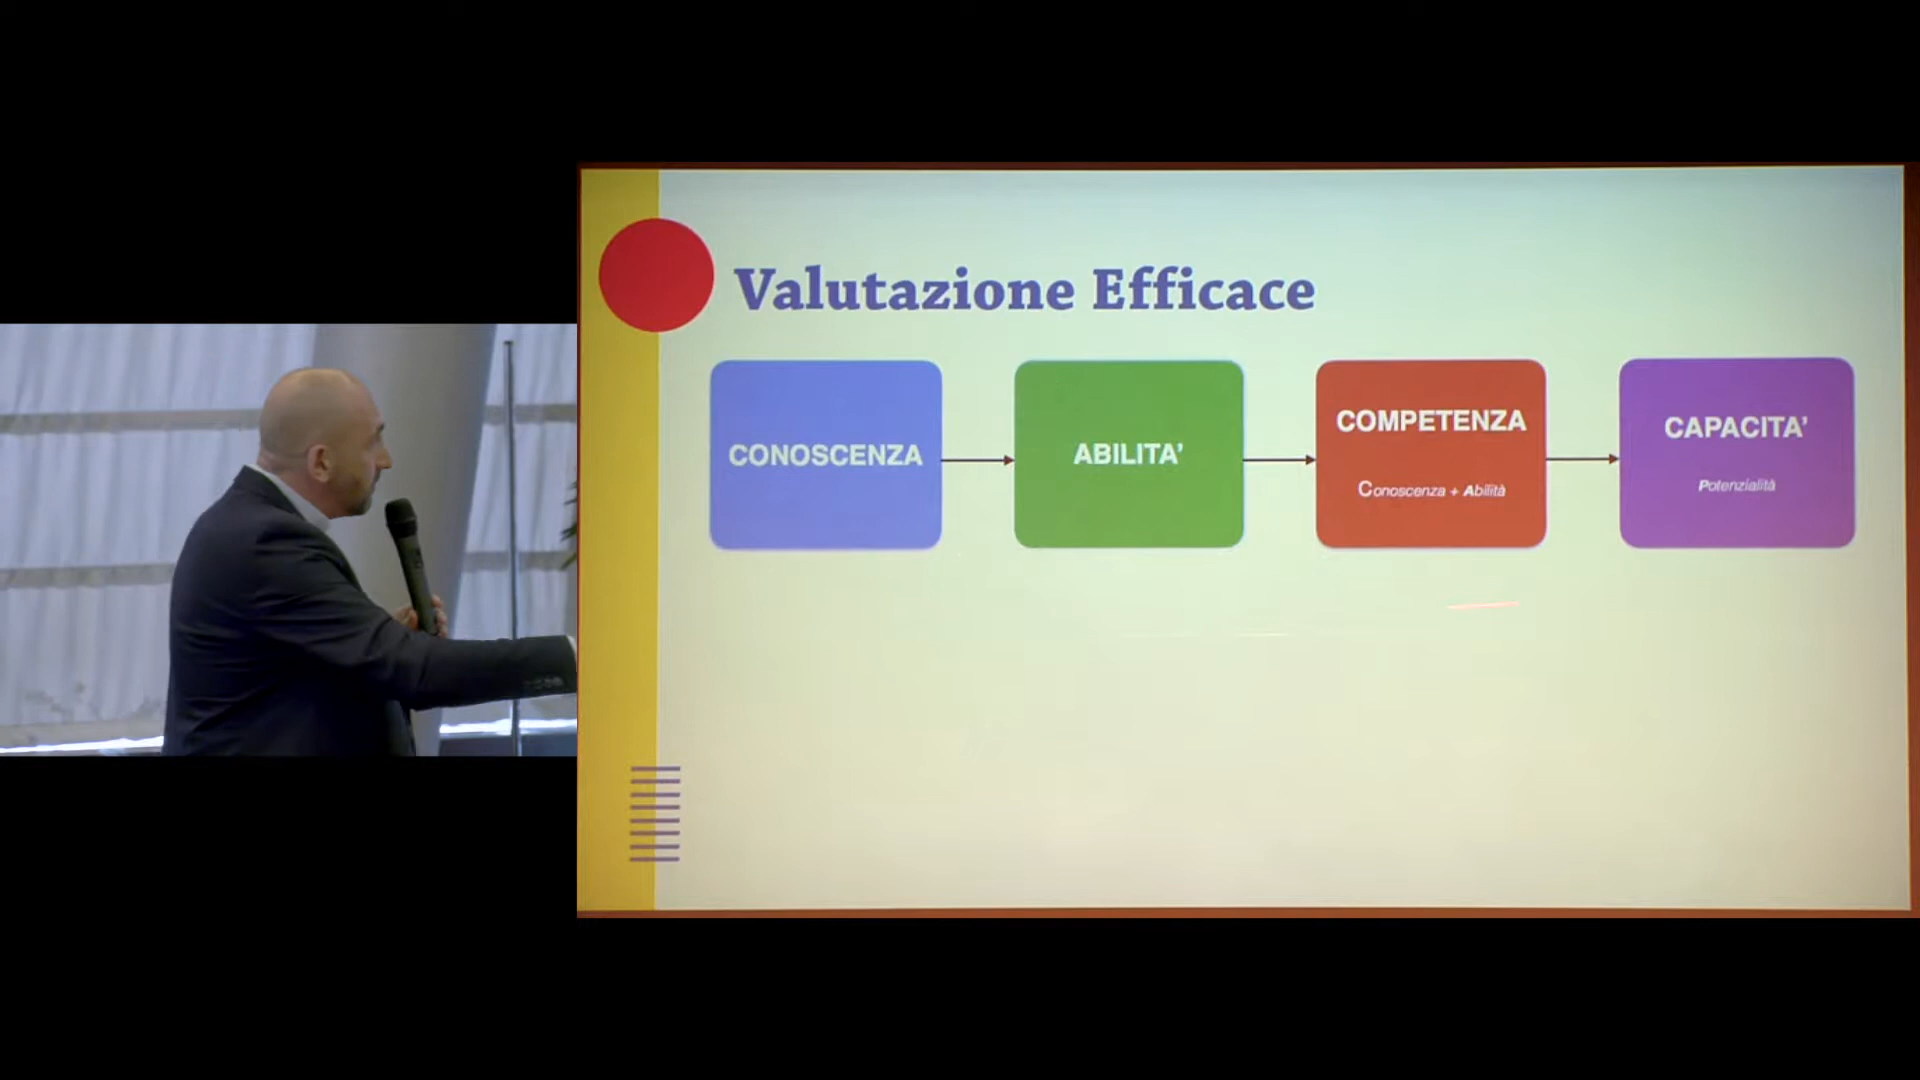 Valutazione Efficace
CONOSCENZA
ABILITA'
COMPETENZA
Conoscenza + Abilità
CAPACITA'
Potenzialità